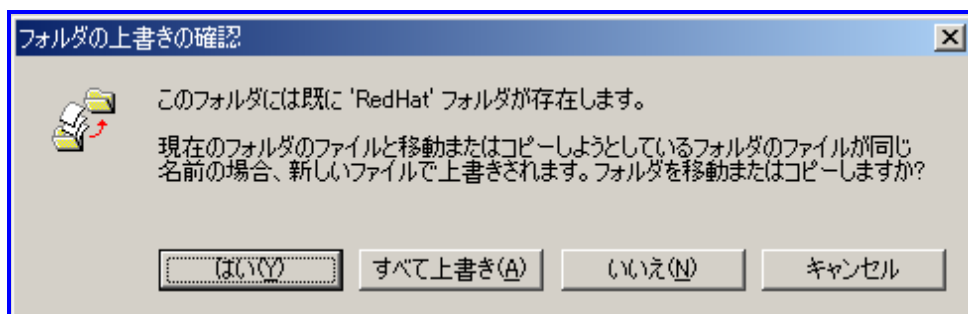 フォルダの上書きの確認
このフォルダには既に 'RedHat' フォルダが存在します。
現在のフォルダのファイルと移動またはコピーしようとしているフォルダのファイルが同じ
名前の場合、新しいファイルで上書きされます。フォルダを移動またはコピーしますか?
はい(Y) すべて上書き(A) いいえ(N) キャンセル